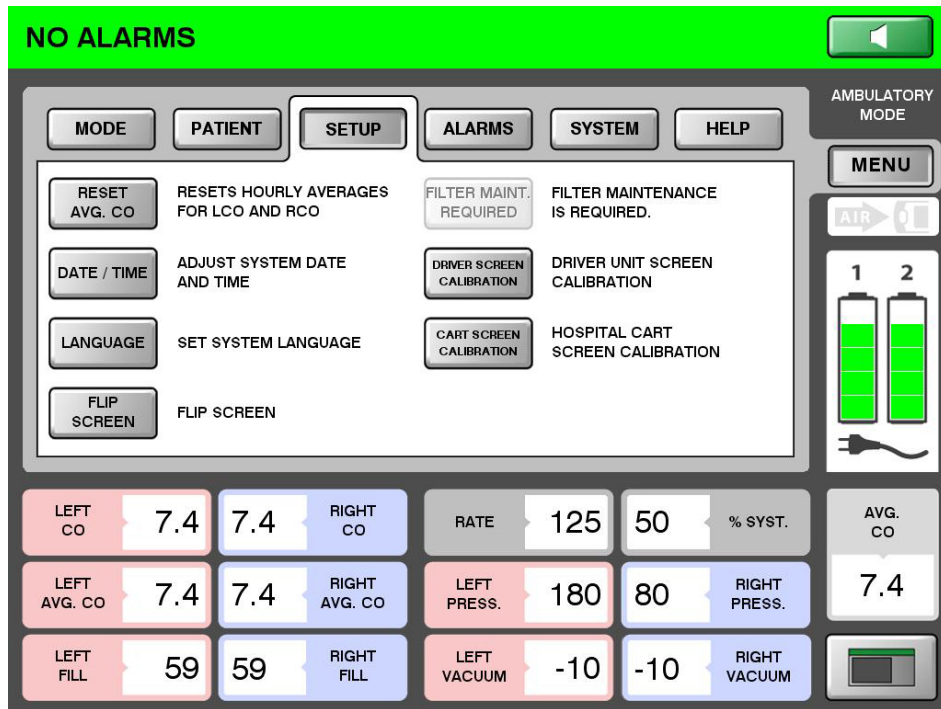 NO ALARMS
AMBULATORY
MODE
MODE
PATIENT
SETUP
ALARMS
SYSTEM
HELP
MENU
RESET
AVG. CO
RESETS HOURLY AVERAGES
FOR LCO AND RCO
FILTER MAINT.
REQUIRED
FILTER MAINTENANCE
IS REQUIRED.
AIR
DATE / TIME
ADJUST SYSTEM DATE
AND TIME
DRIVER SCREEN
CALIBRATION
DRIVER UNIT SCREEN
CALIBRATION
1 2
LANGUAGE
SET SYSTEM LANGUAGE
CART SCREEN
CALIBRATION
HOSPITAL CART
SCREEN CALIBRATION
FLIP
SCREEN
FLIP SCREEN
LEFT
CO
7.4
7.4
RIGHT
CO
RATE
125
50
% SYST.
AVG.
CO
7.4
LEFT
AVG. CO
7.4
7.4
RIGHT
AVG. CO
LEFT
PRESS.
180
80
RIGHT
PRESS.
LEFT
FILL
59
59
RIGHT
FILL
LEFT
VACUUM
-10
-10
RIGHT
VACUUM